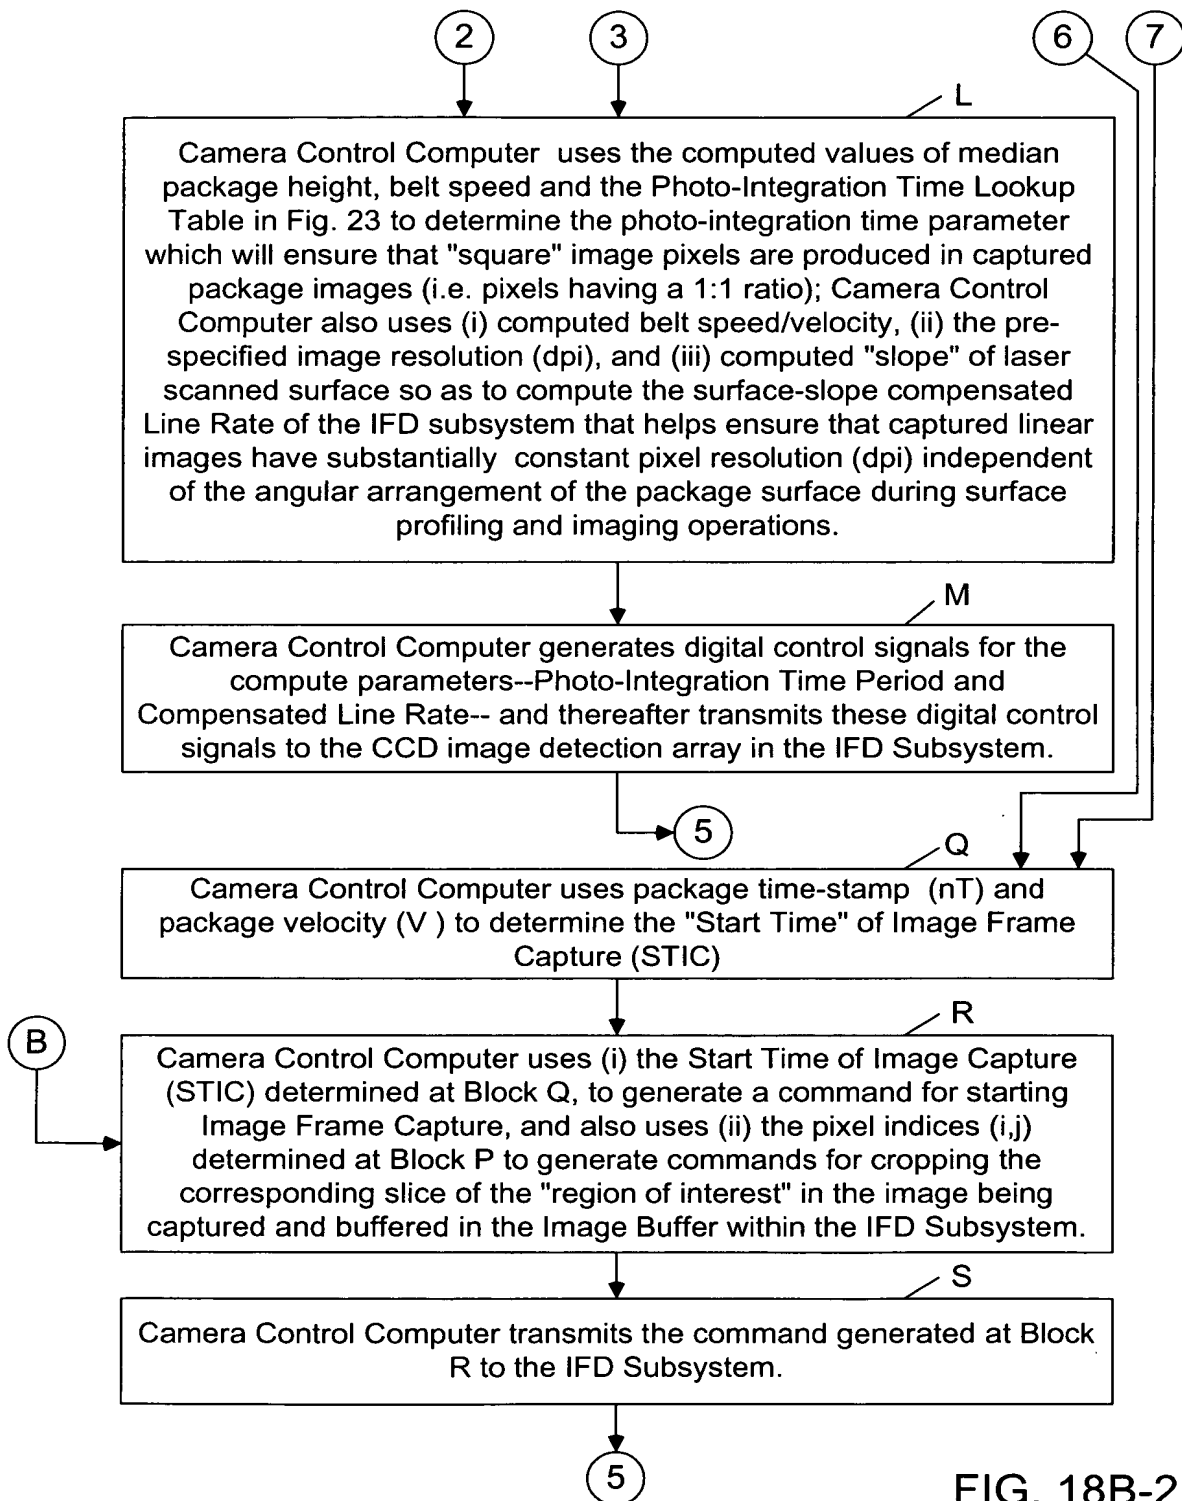 2
3
6
7
L
Camera Control Computer uses the computed values of median
package height, belt speed and the Photo-Integration Time Lookup
Table in Fig. 23 to determine the photo-integration time parameter
which will ensure that "square" image pixels are produced in captured
package images (i.e. pixels having a 1:1 ratio); Camera Control
Computer also uses (i) computed belt speed/velocity, (ii) the pre-
specified image resolution (dpi), and (iii) computed "slope" of laser
scanned surface so as to compute the surface-slope compensated
Line Rate of the IFD subsystem that helps ensure that captured linear
images have substantially constant pixel resolution (dpi) independent
of the angular arrangement of the package surface during surface
profiling and imaging operations.
M
Camera Control Computer generates digital control signals for the
compute parameters--Photo-Integration Time Period and
Compensated Line Rate-- and thereafter transmits these digital control
signals to the CCD image detection array in the IFD Subsystem.
5
Q
Camera Control Computer uses package time-stamp (nT) and
package velocity (V ) to determine the "Start Time" of Image Frame
Capture (STIC)
R
B
Camera Control Computer uses (i) the Start Time of Image Capture
(STIC) determined at Block Q, to generate a command for starting
Image Frame Capture, and also uses (ii) the pixel indices (i,j)
determined at Block P to generate commands for cropping the
corresponding slice of the "region of interest" in the image being
captured and buffered in the Image Buffer within the IFD Subsystem.
S
Camera Control Computer transmits the command generated at Block
R to the IFD Subsystem.
5
FIG. 18B-2